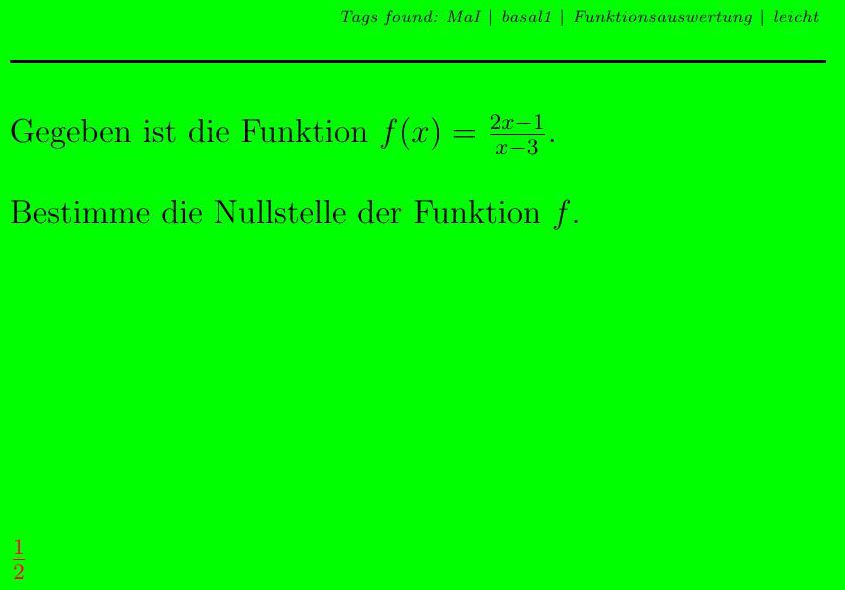 Tags found: MaI | basal1 | Funktionsauswertung | leicht
Gegeben ist die Funktion $f(x) = \frac{2x-1}{x-3}$.
Bestimme die Nullstelle der Funktion $f$.
$\frac{1}{2}$